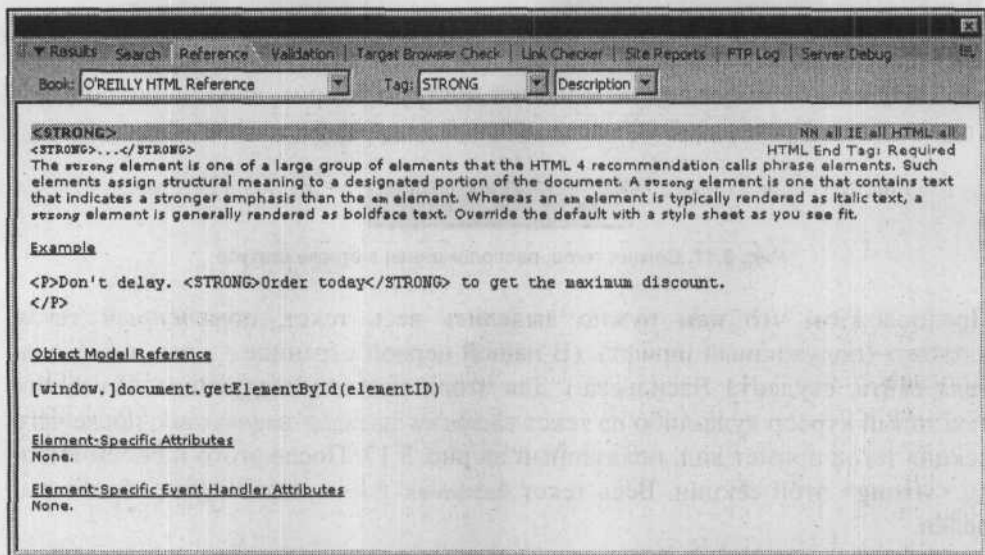 Results Search | Reference | Validation | Target Browser Check | Link Checker | Site Reports | FTP Log | Server Debug
Book: O'REILLY HTML Reference Tag: STRONG Description
<STRONG> NN all IE all HTML all
<STRONG>...</STRONG> HTML End Tag: Required
The strong element is one of a large group of elements that the HTML 4 recommendation calls phrase elements. Such
elements assign structural meaning to a designated portion of the document. A strong element is one that contains text
that indicates a stronger emphasis than the em element. Whereas an em element is typically rendered as italic text, a
strong element is generally rendered as boldface text. Override the default with a style sheet as you see fit.
Example
<P>Don't delay. <STRONG>Order today</STRONG> to get the maximum discount.
</P>
Object Model Reference
[window.]document.getElementById(elementID)
Element-Specific Attributes
None.
Element-Specific Event Handler Attributes
None.